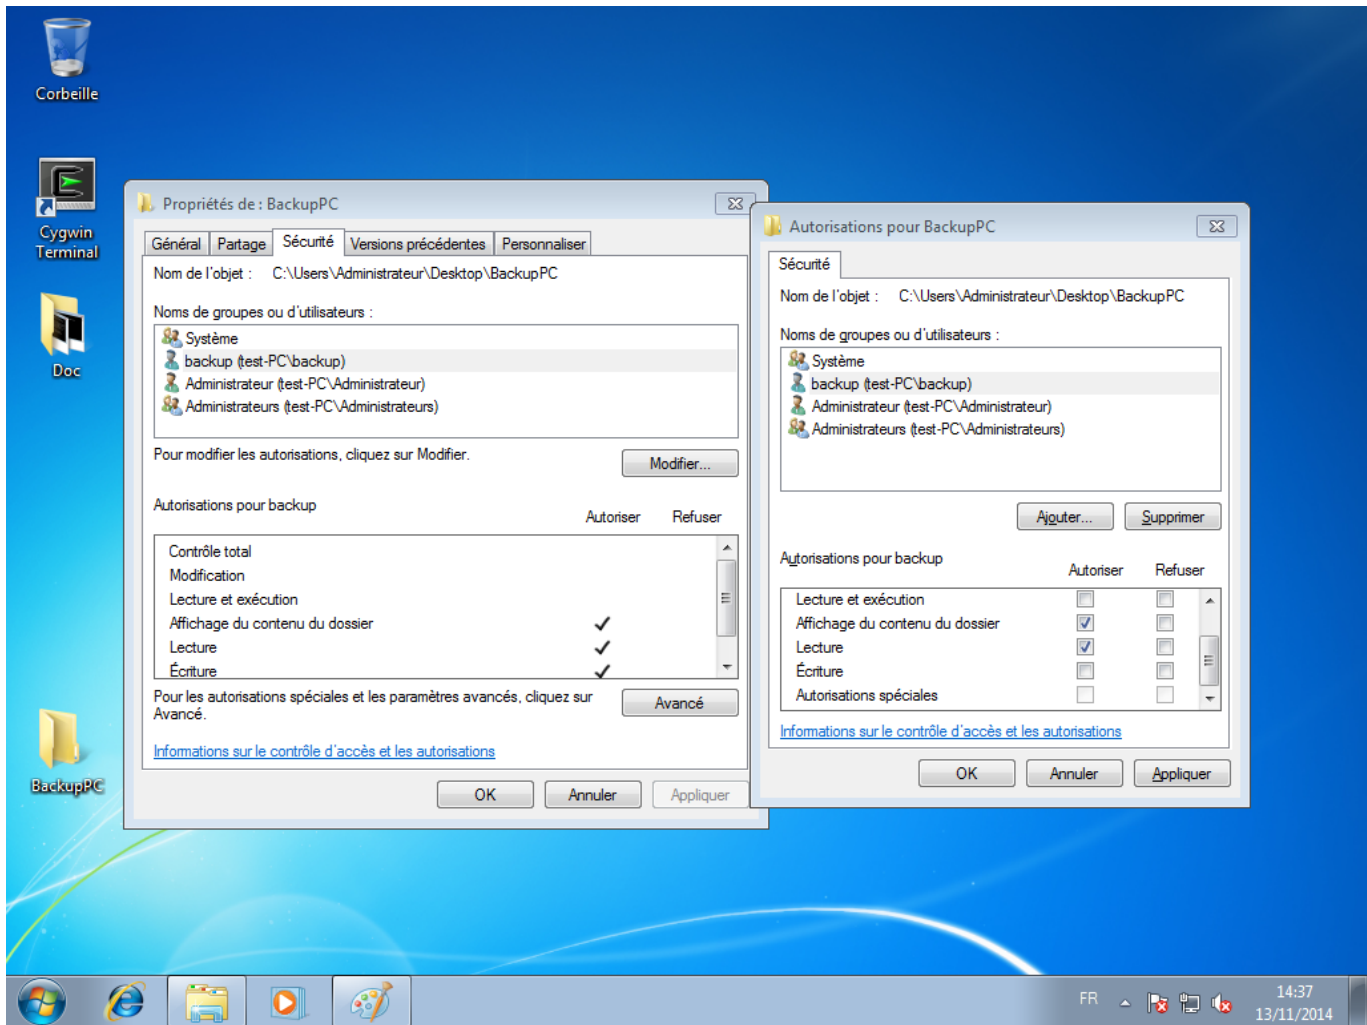 Corbeille
Cygwin
Terminal
Doc
BackupPC
Propriétés de : BackupPC
Général Partage Sécurité Versions précédentes Personnaliser
Nom de l'objet : C:\Users\Administrateur\Desktop\BackupPC
Noms de groupes ou d'utilisateurs :
Système
backup (test-PC\backup)
Administrateur (test-PC\Administrateur)
Administrateurs (test-PC\Administrateurs)
Pour modifier les autorisations, cliquez sur Modifier.
Modifier...
Autorisations pour backup
Autoriser Refuser
Contrôle total
Modification
Lecture et exécution
Affichage du contenu du dossier
Lecture
Écriture
Pour les autorisations spéciales et les paramètres avancés, cliquez sur
Avancé.
Avancé
Informations sur le contrôle d'accès et les autorisations
OK Annuler Appliquer
Autorisations pour BackupPC
Sécurité
Nom de l'objet : C:\Users\Administrateur\Desktop\BackupPC
Noms de groupes ou d'utilisateurs :
Système
backup (test-PC\backup)
Administrateur (test-PC\Administrateur)
Administrateurs (test-PC\Administrateurs)
Ajouter... Supprimer
Autorisations pour backup
Autoriser Refuser
Lecture et exécution
Affichage du contenu du dossier
Lecture
Écriture
Autorisations spéciales
Informations sur le contrôle d'accès et les autorisations
OK Annuler Appliquer
FR
14:37
13/11/2014